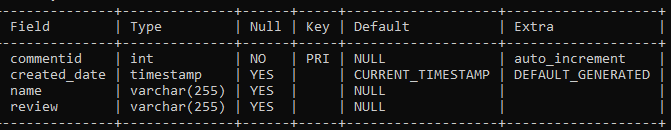 | Field | Type | Null | Key | Default | Extra |
| commentid | int | NO | PRI | NULL | auto_increment |
| created_date | timestamp | YES | | CURRENT_TIMESTAMP | DEFAULT_GENERATED |
| name | varchar(255) | YES | | NULL | |
| review | varchar(255) | YES | | NULL | |